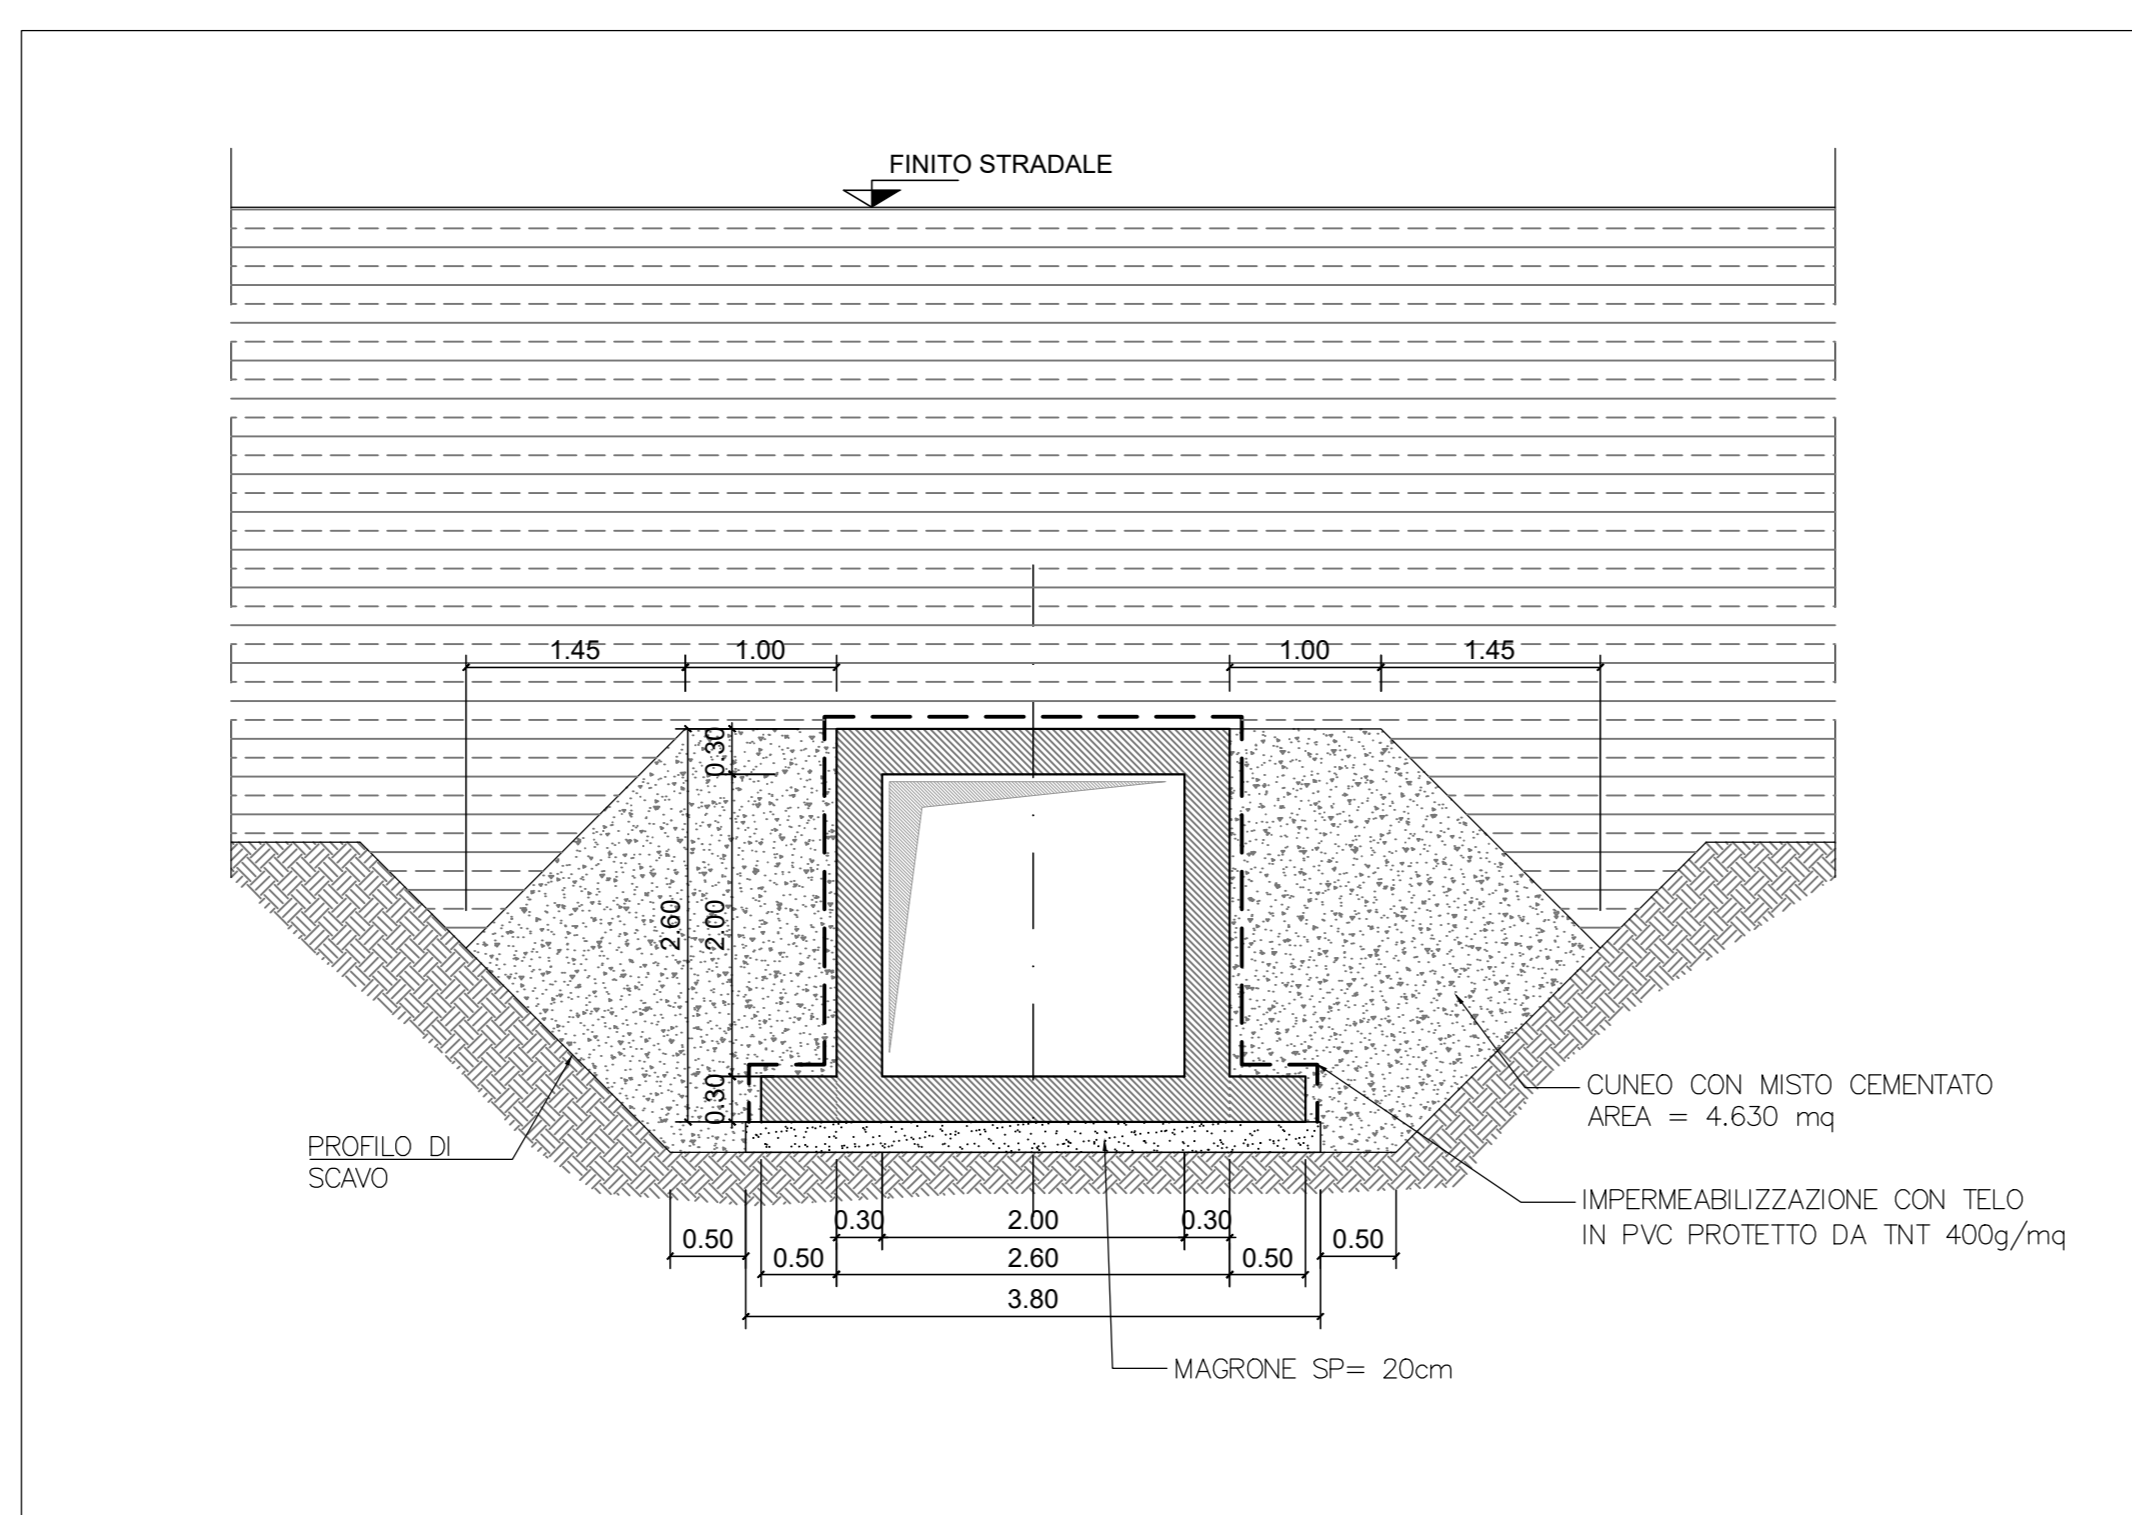 FINITO STRADALE
1.45
1.00
1.00
1.45
0.30
2.60
2.00
0.30
CUNEO CON MISTO CEMENTATO
AREA = 4.630 mq
PROFILO DI
SCAVO
IMPERMEABILIZZAZIONE CON TELO
IN PVC PROTETTO DA TNT 400g/mq
0.30
2.00
0.30
0.50
0.50
0.50
2.60
0.50
3.80
MAGRONE SP= 20cm